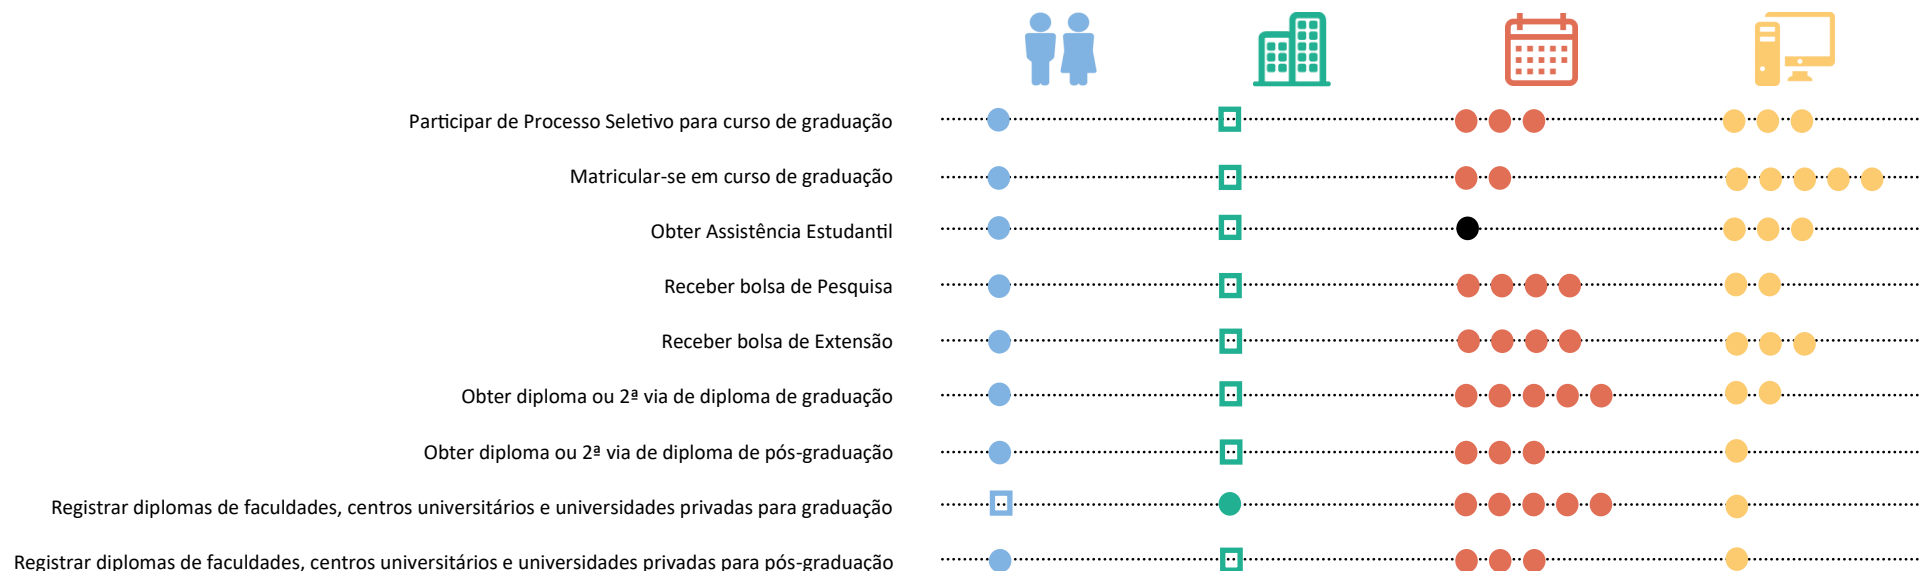 Participar de Processo Seletivo para curso de graduação
Matricular-se em curso de graduação
Obter Assistência Estudantil
Receber bolsa de Pesquisa
Receber bolsa de Extensão
Obter diploma ou 2ª via de diploma de graduação
Obter diploma ou 2ª via de diploma de pós-graduação
Registrar diplomas de faculdades, centros universitários e universidades privadas para graduação
Registrar diplomas de faculdades, centros universitários e universidades privadas para pós-graduação